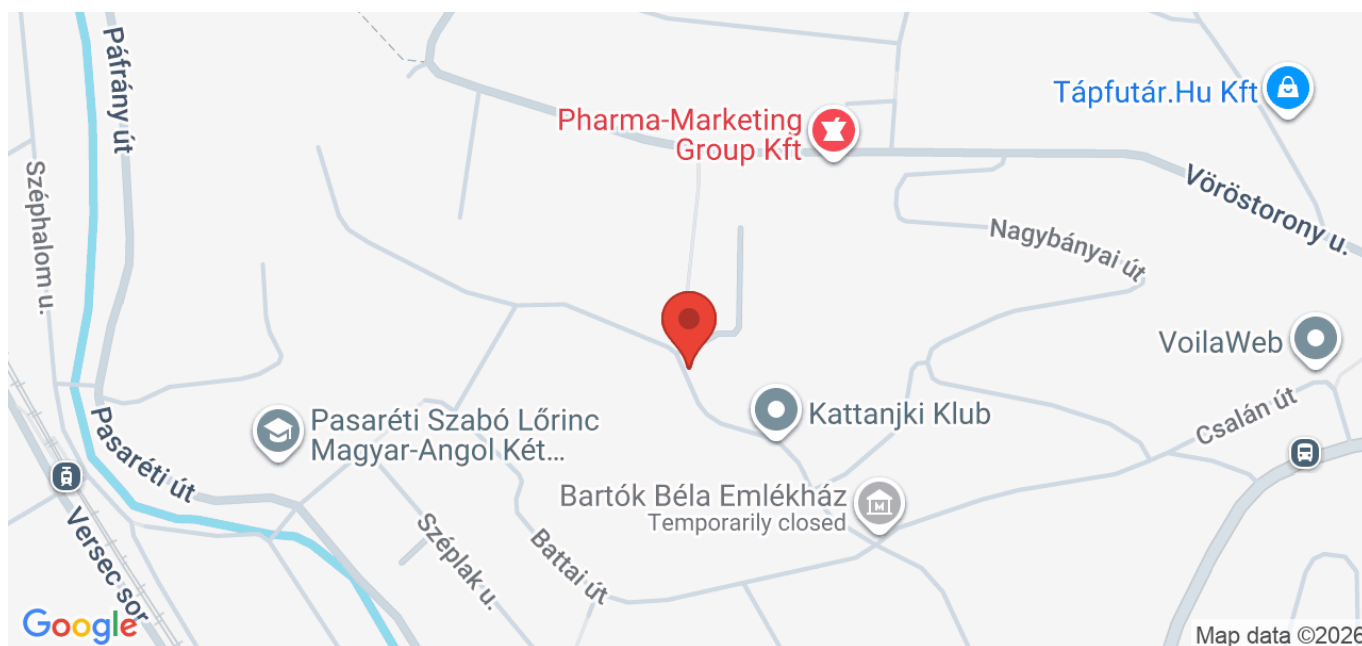 Páfrány út
Széphalom u.
Pharma-Marketing
Group Kft
Tápfutár.Hu Kft
Vöröstorony u.
Nagybányai út
VoilaWeb
Csalán út
Kattanjki Klub
Pasaréti Szabó Lőrinc
Magyar-Angol Két...
Pasaréti út
Bartók Béla Emlékház
Temporarily closed
Széplak u.
Battai út
Versec sor
Google
Map data ©2026